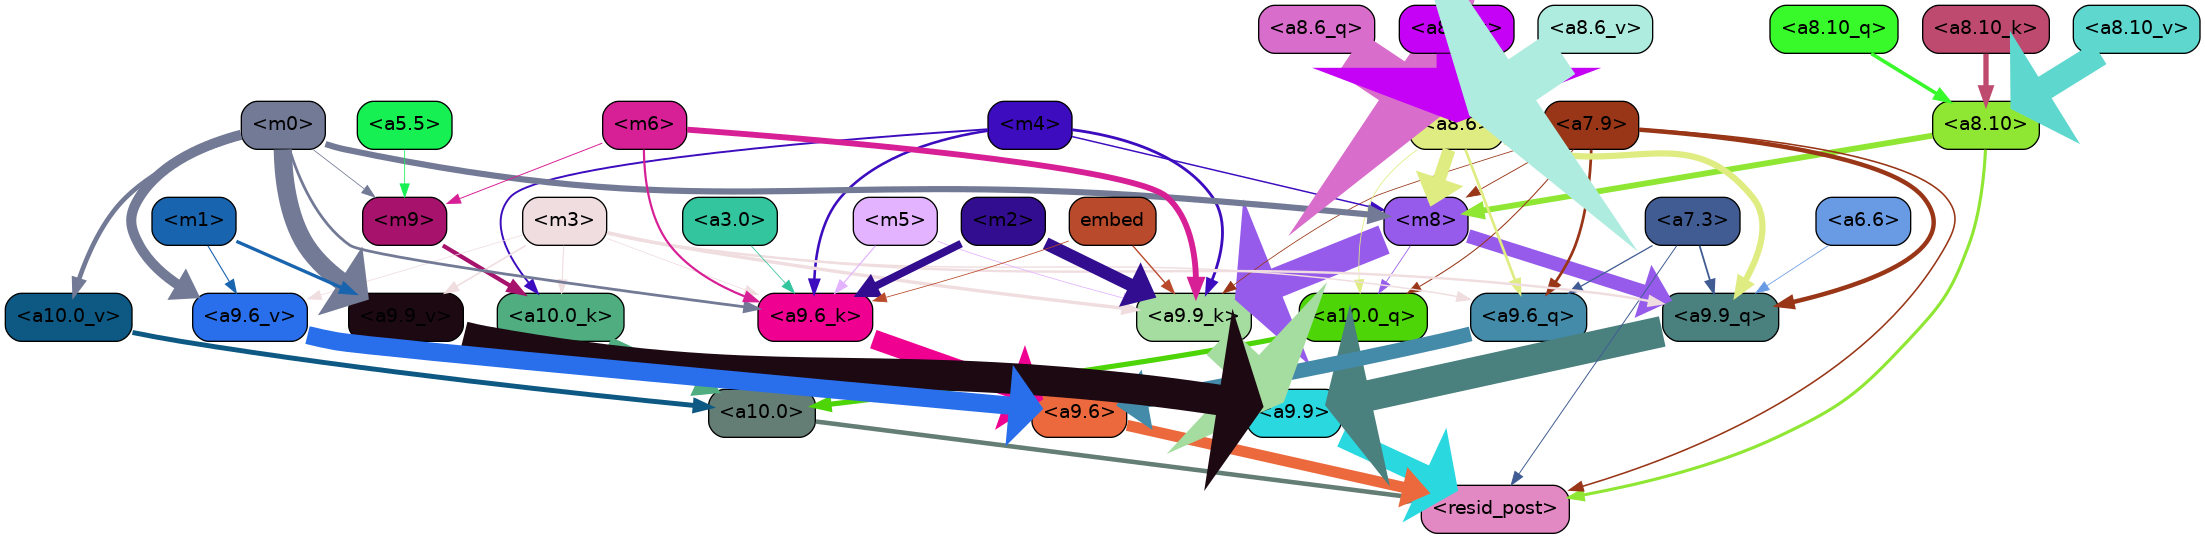 <a8.6_q>
<a8.6_v>
<a8.10_q>
<a8.10_k>
<a8.10_v>
<m0>
<a5.5>
<m6>
<m4>
<a8.6>
<a7.9>
<a8.10>
<m1>
<m9>
<m3>
<a3.0>
<m5>
<m2>
embed
<m8>
<a7.3>
<a6.6>
<a10.0_v>
<a9.6_v>
<a9.9_v>
<a10.0_k>
<a9.6_k>
<a9.9_k>
<a10.0_q>
<a9.6_q>
<a9.9_q>
<a10.0>
<a9.6>
<a9.9>
<resid_post>